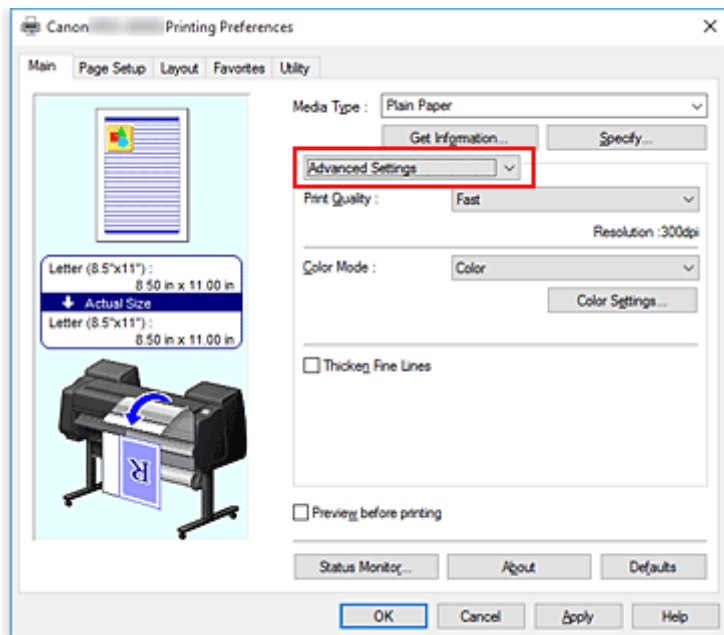 Canon Printing Preferences
Main Page Setup Layout Favorites Utility
Media Type : Plain Paper
Get Information... Specify...
Advanced Settings
Print Quality : Fast
Resolution :300dpi
Letter (8.5"x11") :
8.50 in x 11.00 in
Actual Size
Letter (8.5"x11") :
8.50 in x 11.00 in
Color Mode : Color
Color Settings...
Thicken Fine Lines
R
Preview before printing
Status Monitor... About Defaults
OK Cancel Apply Help